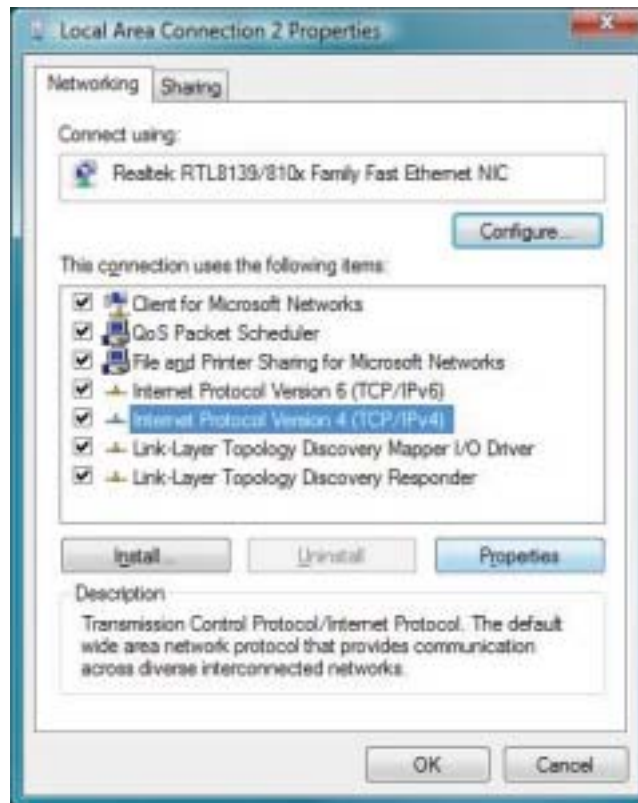 Local Area Connection 2 Properties
Networking
Sharing
Connect using:
Realtek RTL8139/810x Family Fast Ethernet NIC
Configure...
This connection uses the following items:
Client for Microsoft Networks
QoS Packet Scheduler
File and Printer Sharing for Microsoft Networks
Internet Protocol Version 6 (TCP/IPv6)
Internet Protocol Version 4 (TCP/IPv4)
Link-Layer Topology Discovery Mapper I/O Driver
Link-Layer Topology Discovery Responder
Install...
Uninstall
Properties
Description
Transmission Control Protocol/Internet Protocol. The default
wide area network protocol that provides communication
across diverse interconnected networks.
OK
Cancel